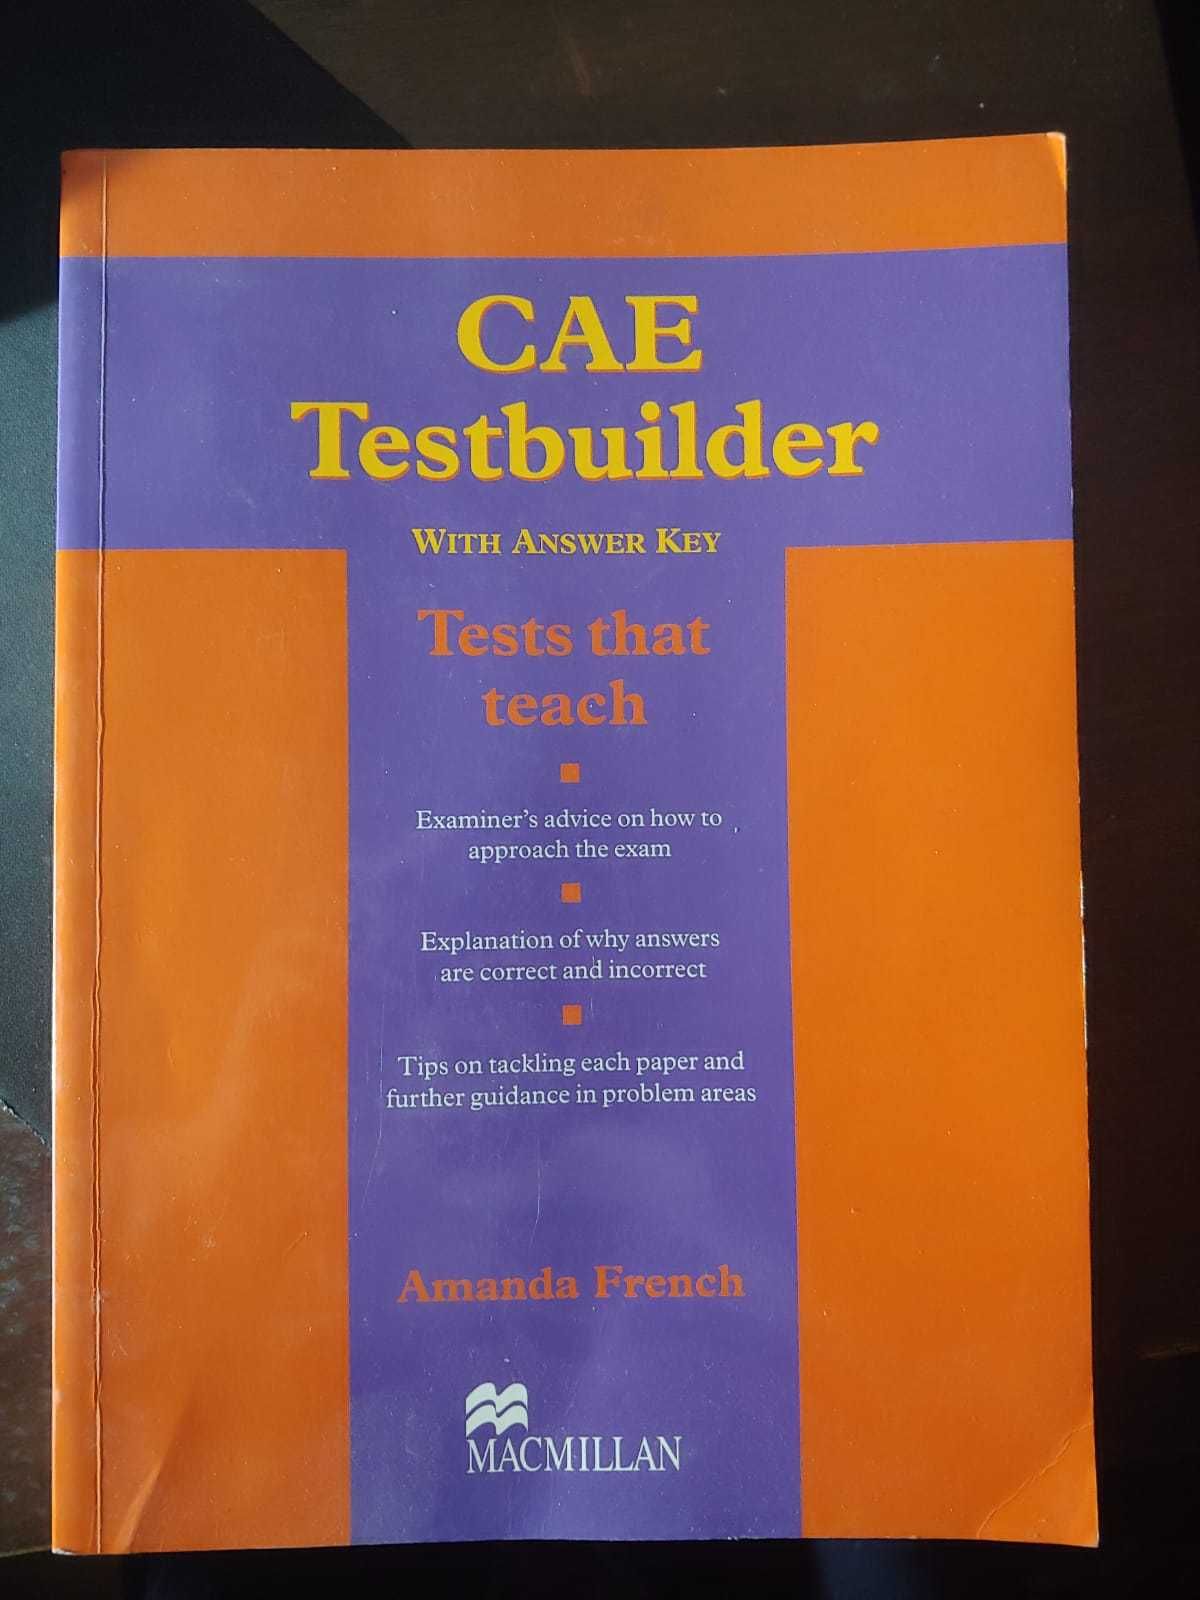 CAE
Testbuilder
WITH ANSWER KEY
Tests that
teach
Examiner's advice on how to
approach the exam
Explanation of why answers
are correct and incorrect
Tips on tackling each paper and
further guidance in problem areas
Amanda French
MACMILLAN